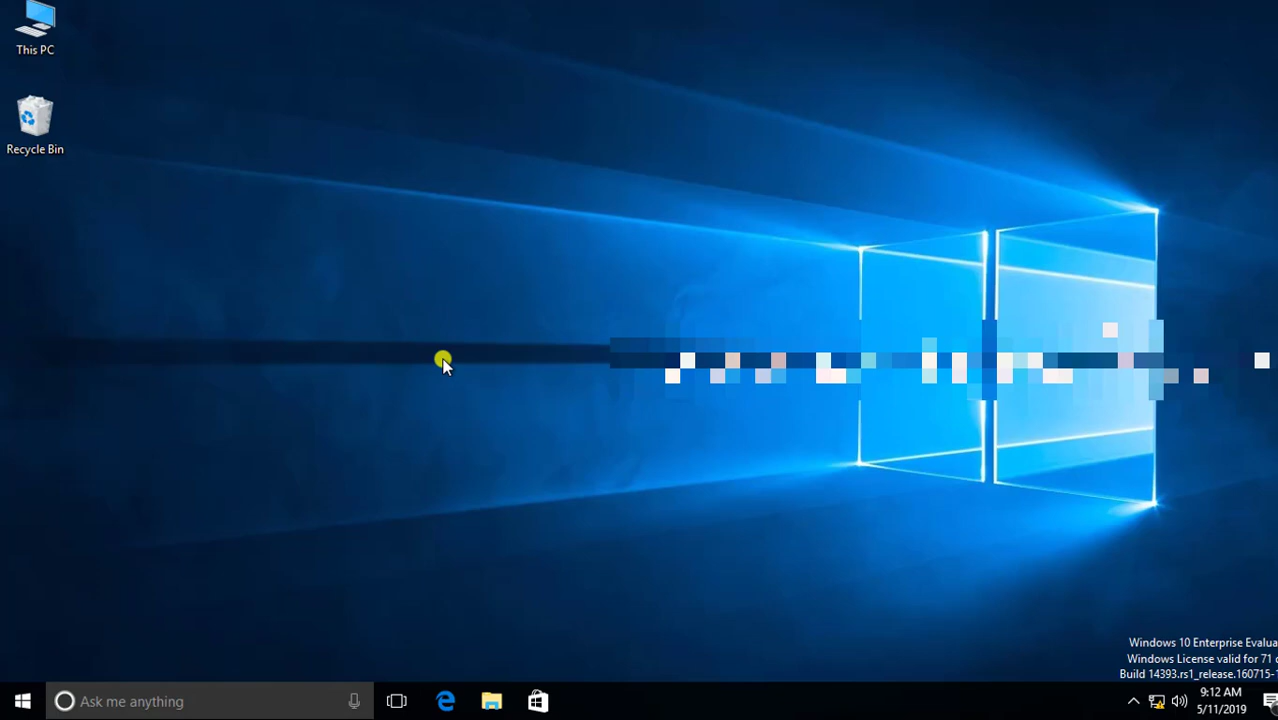 This PC
Recycle Bin
Windows 10 Enterprise Evalua
Windows License valid for 71
Build 14393.rs1_release.160715-
Ask me anything
9:12 AM
5/11/2019